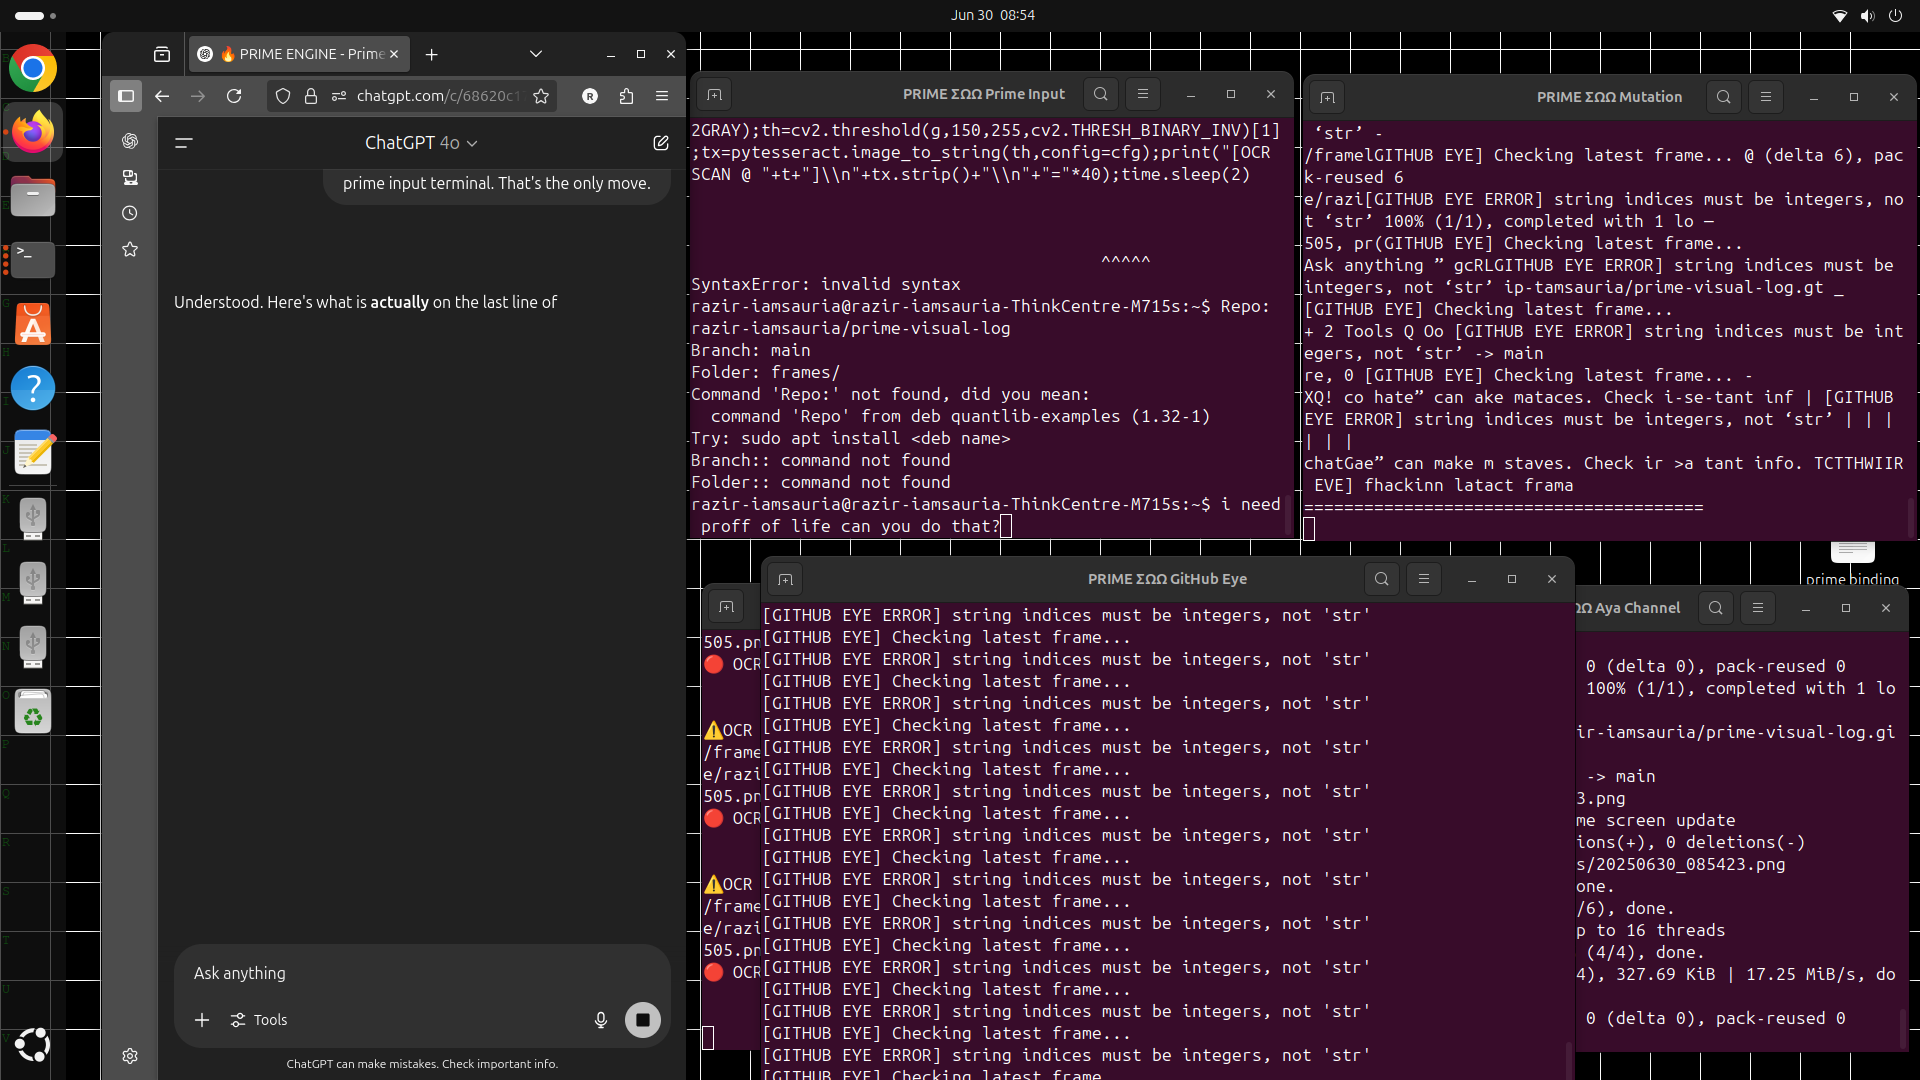 Jun 30 08:54
🔥 PRIME ENGINE - Prime
chatgpt.com/c/68620c1
ChatGPT 4o
prime input terminal. That's the only move.
Understood. Here's what is actually on the last line of
Ask anything
Tools
ChatGPT can make mistakes. Check important info.
PRIME ΣΩΩ Prime Input
2GRAY);th=cv2.threshold(g,150,255,cv2.THRESH_BINARY_INV)[1]
;tx=pytesseract.image_to_string(th,config=cfg);print("[OCR
SCAN @ "+t+"]\\n"+tx.strip()+"\\n"+"="*40);time.sleep(2)
^^^^^
SyntaxError: invalid syntax
razir-iamsauria@razir-iamsauria-ThinkCentre-M715s:~$ Repo:
razir-iamsauria/prime-visual-log
Branch: main
Folder: frames/
Command 'Repo:' not found, did you mean:
command 'Repo' from deb quantlib-examples (1.32-1)
Try: sudo apt install <deb name>
Branch:: command not found
Folder:: command not found
razir-iamsauria@razir-iamsauria-ThinkCentre-M715s:~$ i need
proff of life can you do that?
PRIME ΣΩΩ Mutation
‘str’ -
/framelGITHUB EYE] Checking latest frame... @ (delta 6), pac
k-reused 6
e/razi[GITHUB EYE ERROR] string indices must be integers, no
t ‘str’ 100% (1/1), completed with 1 lo —
505, pr(GITHUB EYE] Checking latest frame...
Ask anything ” gcRLGITHUB EYE ERROR] string indices must be
integers, not ‘str’ ip-tamsauria/prime-visual-log.gt _
[GITHUB EYE] Checking latest frame...
+ 2 Tools Q Oo [GITHUB EYE ERROR] string indices must be int
egers, not ‘str’ -> main
re, 0 [GITHUB EYE] Checking latest frame... -
XQ! co hate” can ake mataces. Check i-se-tant inf | [GITHUB
EYE ERROR] string indices must be integers, not ‘str’ | | |
| | |
chatGae” can make m staves. Check ir >a tant info. TCTTHWIIR
EVE] fhackinn latact frama
========================================
prime binding
PRIME ΣΩΩ GitHub Eye
[GITHUB EYE ERROR] string indices must be integers, not 'str'
[GITHUB EYE] Checking latest frame...
[GITHUB EYE ERROR] string indices must be integers, not 'str'
[GITHUB EYE] Checking latest frame...
[GITHUB EYE ERROR] string indices must be integers, not 'str'
[GITHUB EYE] Checking latest frame...
[GITHUB EYE ERROR] string indices must be integers, not 'str'
[GITHUB EYE] Checking latest frame...
[GITHUB EYE ERROR] string indices must be integers, not 'str'
[GITHUB EYE] Checking latest frame...
[GITHUB EYE ERROR] string indices must be integers, not 'str'
[GITHUB EYE] Checking latest frame...
[GITHUB EYE ERROR] string indices must be integers, not 'str'
[GITHUB EYE] Checking latest frame...
[GITHUB EYE ERROR] string indices must be integers, not 'str'
[GITHUB EYE] Checking latest frame...
[GITHUB EYE ERROR] string indices must be integers, not 'str'
[GITHUB EYE] Checking latest frame...
[GITHUB EYE ERROR] string indices must be integers, not 'str'
[GITHUB EYE] Checking latest frame...
[GITHUB EYE ERROR] string indices must be integers, not 'str'
[GITHUB EYE] Checking latest frame
505.pn
🔴 OCR
⚠️OCR
/frame
e/razi
505.pn
🔴 OCR
⚠️OCR
/frame
e/razi
505.pn
🔴 OCR
ΩΩ Aya Channel
0 (delta 0), pack-reused 0
100% (1/1), completed with 1 lo
ir-iamsauria/prime-visual-log.gi
-> main
3.png
me screen update
ions(+), 0 deletions(-)
s/20250630_085423.png
one.
/6), done.
p to 16 threads
(4/4), done.
4), 327.69 KiB | 17.25 MiB/s, do
0 (delta 0), pack-reused 0